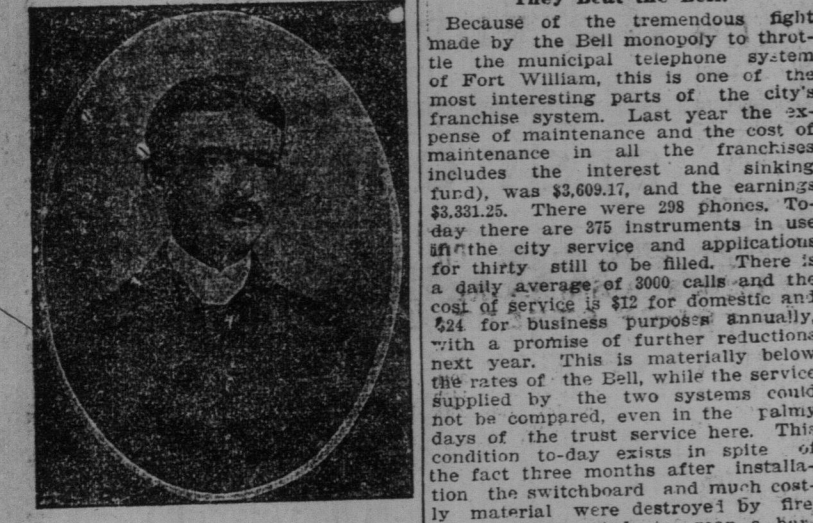 They Beat the Bell.
Because of the tremendous fight
made by the Bell monopoly to throt-
tle the municipal telephone system
of Fort William, this is one of the
most interesting parts of the city's
franchise system. Last year the ex-
pense of maintenance and the cost of
maintenance in all the franchises
includes the interest and sinking
fund), was $3,609.17, and the earnings
$3,331.25. There were 298 phones. To-
day there are 375 instruments in use
in the city service and applications
for thirty still to be filled. There is
a daily average of 3000 calls and the
cost of service is $12 for domestic and
$24 for business purposes annually,
with a promise of further reductions
next year. This is materially below
the rates of the Bell, while the service
supplied by the two systems could
not be compared, even in the palmy
days of the trust service here. This
condition to-day exists in spite of
the fact three months after installa-
tion the switchboard and much cost-
ly material were destroyed by fire